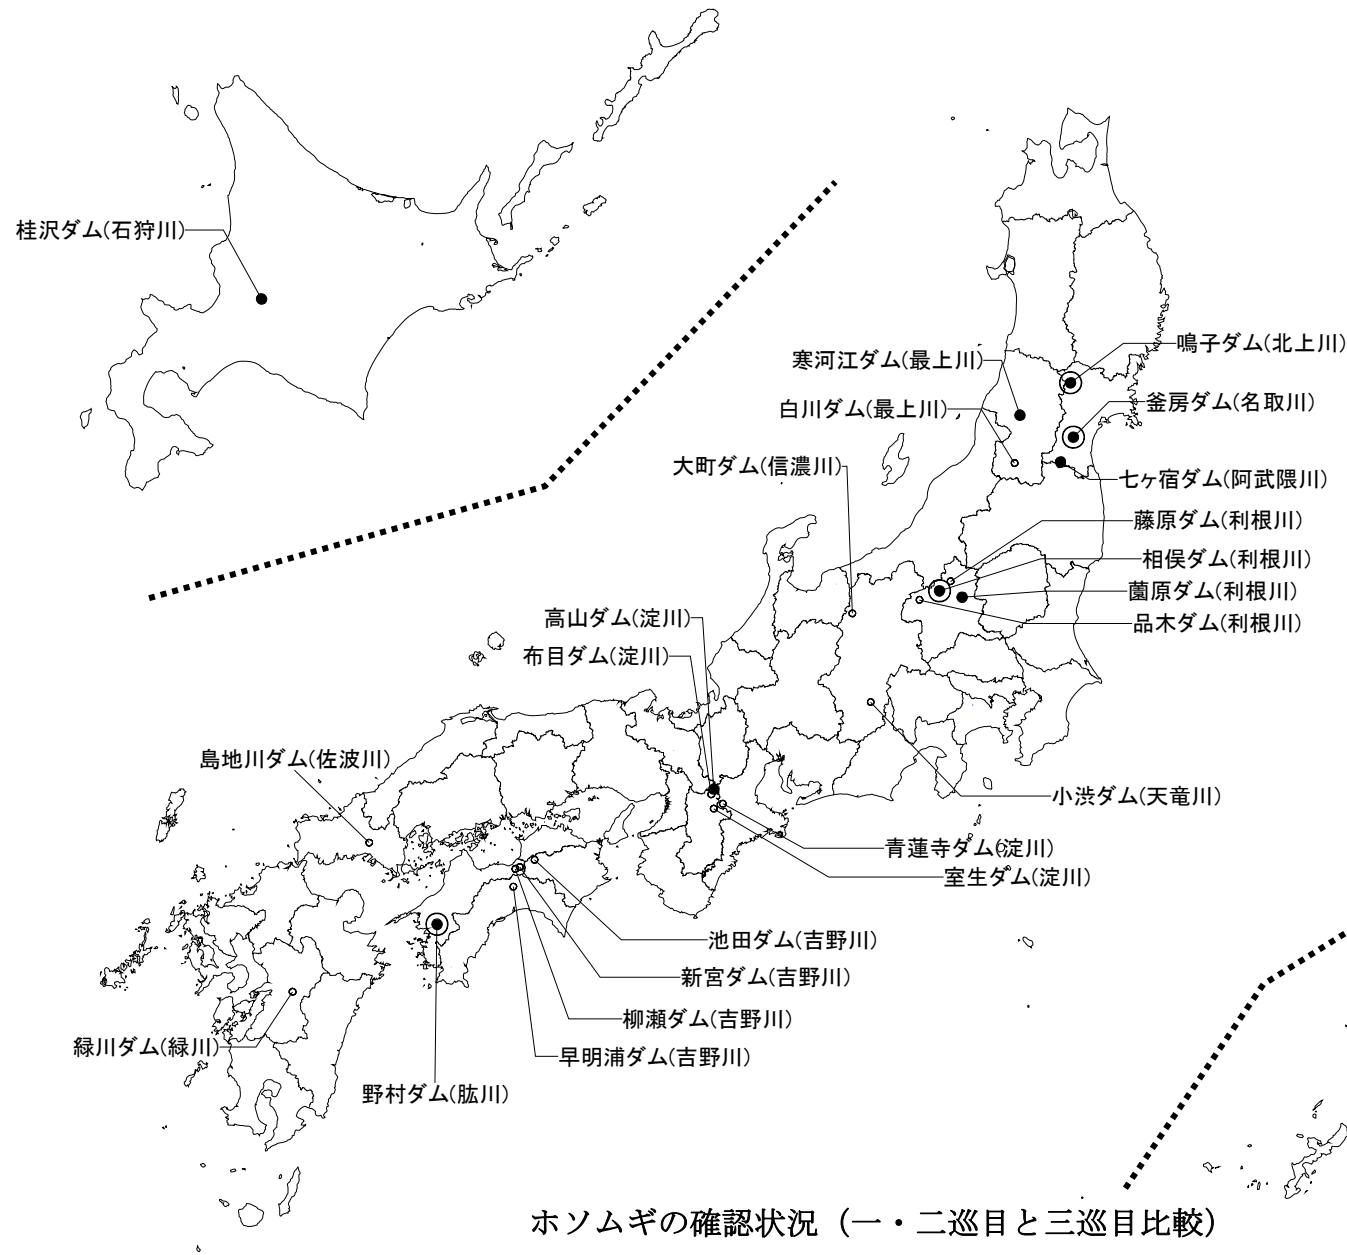 桂沢ダム(石狩川)
鳴子ダム(北上川)
寒河江ダム(最上川)
釜房ダム(名取川)
白川ダム(最上川)
大町ダム(信濃川)
七ヶ宿ダム(阿武隈川)
藤原ダム(利根川)
相俣ダム(利根川)
薗原ダム(利根川)
高山ダム(淀川)
品木ダム(利根川)
布目ダム(淀川)
島地川ダム(佐波川)
小渋ダム(天竜川)
青蓮寺ダム(淀川)
室生ダム(淀川)
池田ダム(吉野川)
新宮ダム(吉野川)
柳瀬ダム(吉野川)
緑川ダム(緑川)
早明浦ダム(吉野川)
野村ダム(肱川)
ホソムギの確認状況（一・二巡目と三巡目比較）